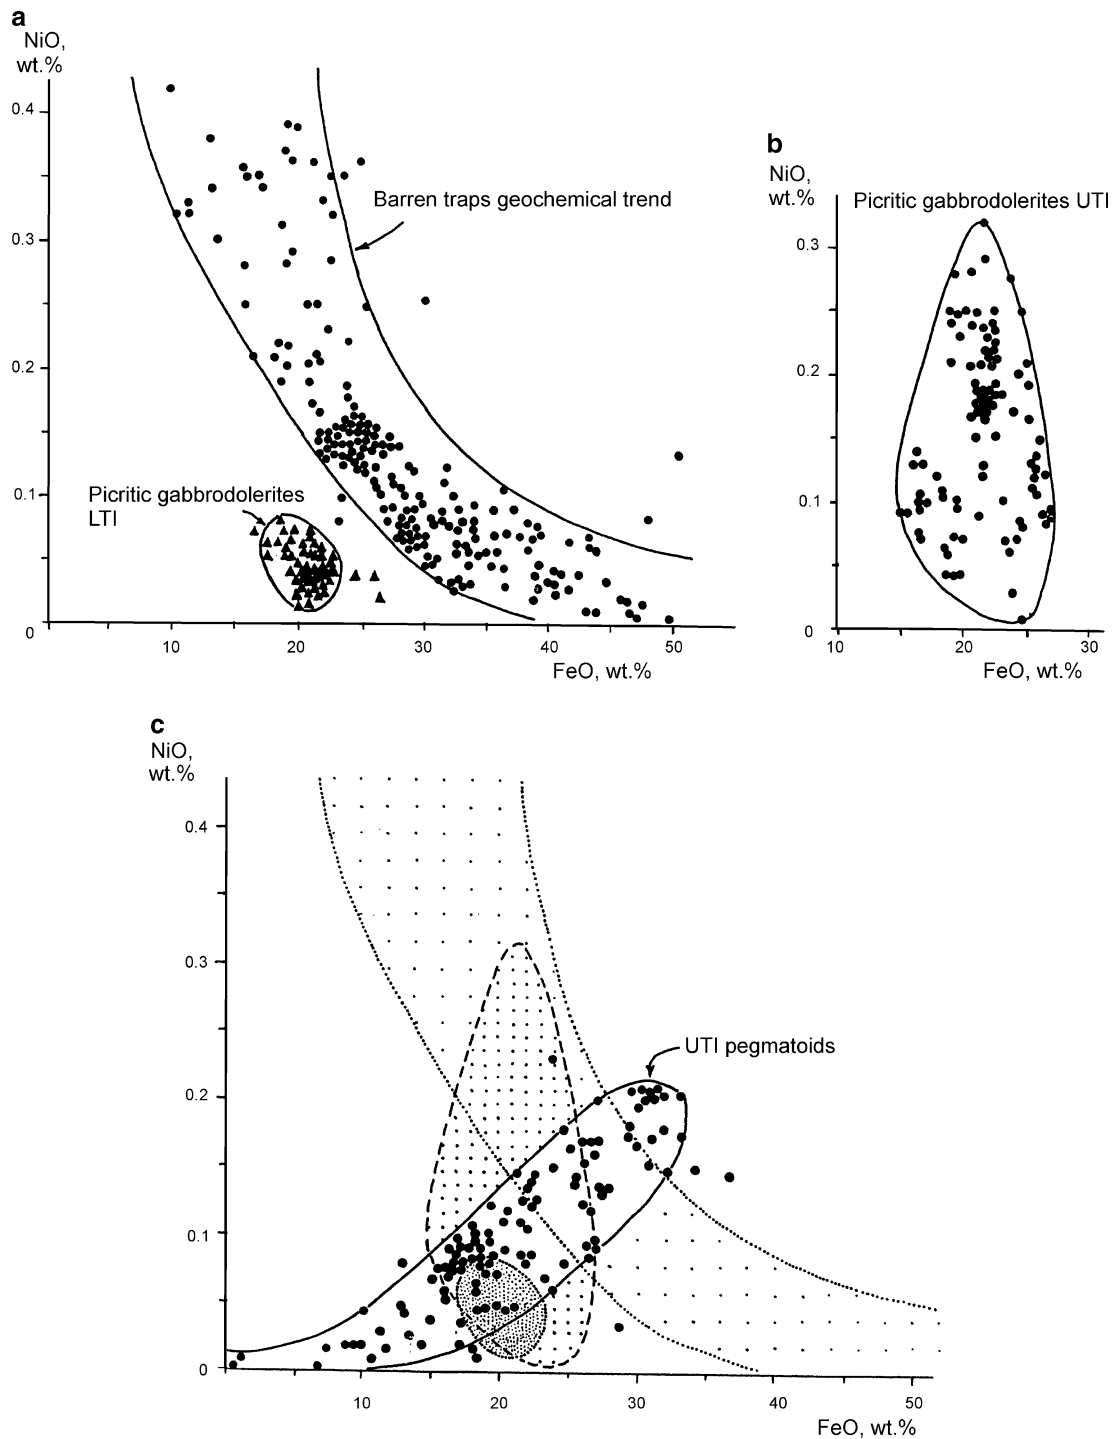 a
NiO,
wt.%
0.4
0.3
0.2
0.1
0
Barren traps geochemical trend
Picritic gabbrodolerites
LTI
10
20
30
40
50
FeO, wt.%
b
NiO,
wt.%
Picritic gabbrodolerites UTI
0.3
0.2
0.1
0
10
20
30
FeO, wt.%
c
NiO,
wt.%
0.4
0.3
0.2
0.1
0
UTI pegmatoids
10
20
30
40
50
FeO, wt.%